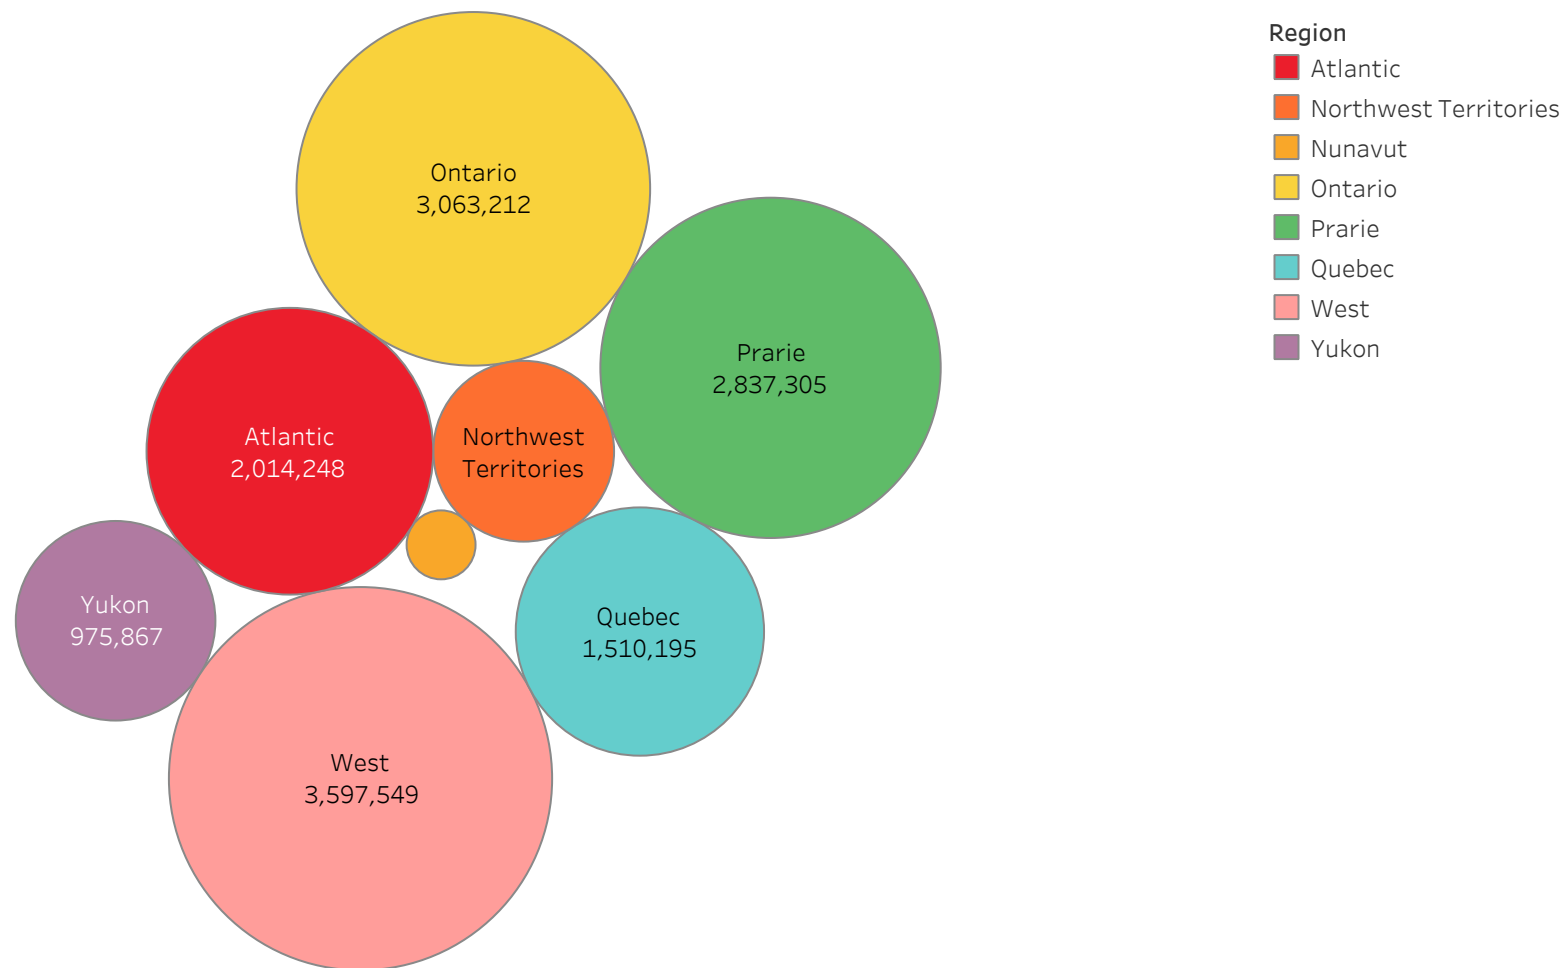 Ontario
3,063,212
Prarie
2,837,305
Atlantic
2,014,248
Northwest
Territories
Yukon
975,867
Quebec
1,510,195
West
3,597,549
Region
Atlantic
Northwest Territories
Nunavut
Ontario
Prarie
Quebec
West
Yukon